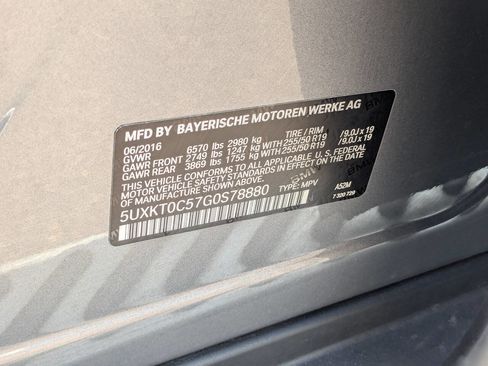 MFD BY BAYERISCHE MOTOREN WERKE AG
06/2016 TIRE / RIM
GVWR 6570 lbs 2980 kg
GAWR FRONT 2749 lbs 1247 kg WITH 255/50 R19 /9.0J x 19
GAWR REAR 3869 lbs 1755 kg WITH 255/50 R19 /9.0J x 19
THIS VEHICLE CONFORMS TO ALL APPLICABLE U.S. FEDERAL
MOTOR VEHICLE SAFETY STANDARDS IN EFFECT ON THE
DATE OF MANUFACTURE SHOWN ABOVE.
5UXKT0C57G0S78880 TYPE: MPV A52M
7 320 729